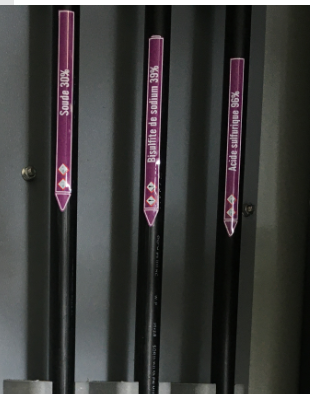 Soude 30%
Bisulfite de sodium 39%
Acide sulfurique 96%